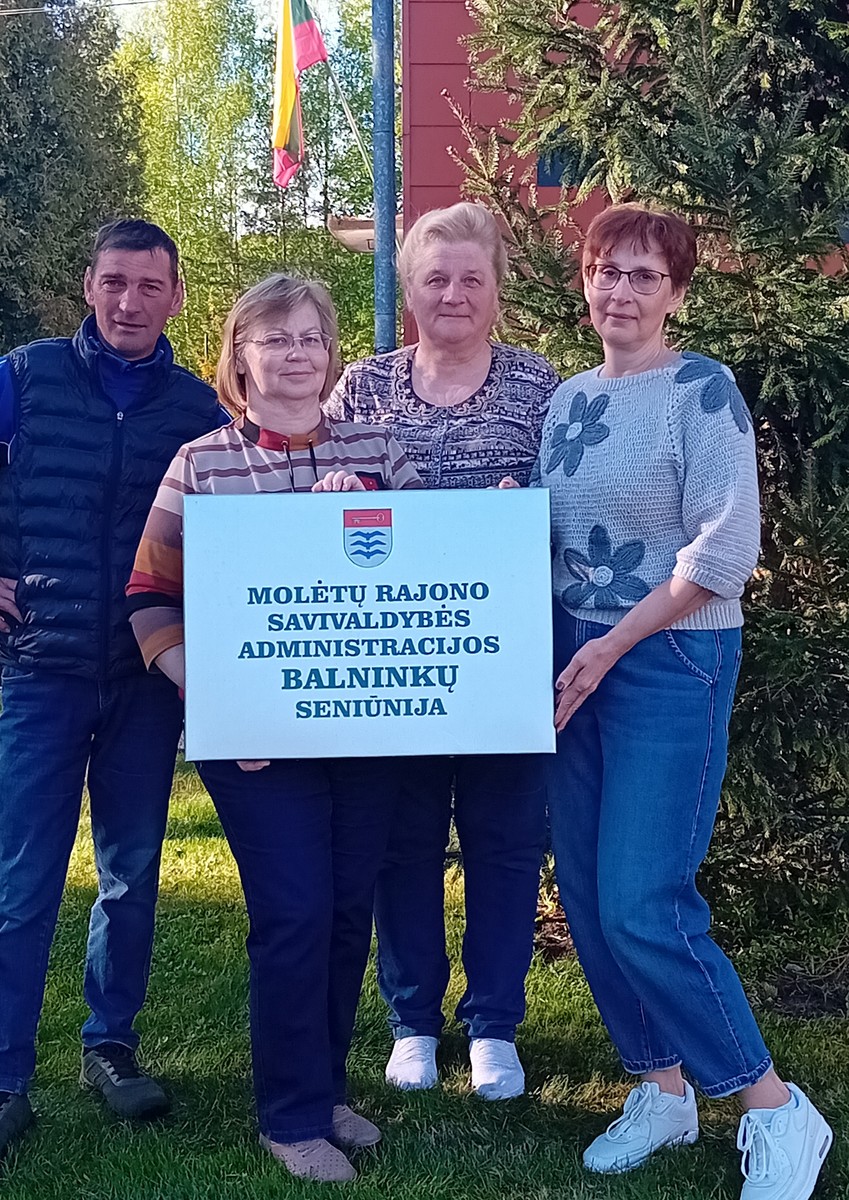 MOLĖTŲ RAJONO
SAVIVALDYBĖS
ADMINISTRACIJOS
BALNINKŲ
SENIŪNIJA